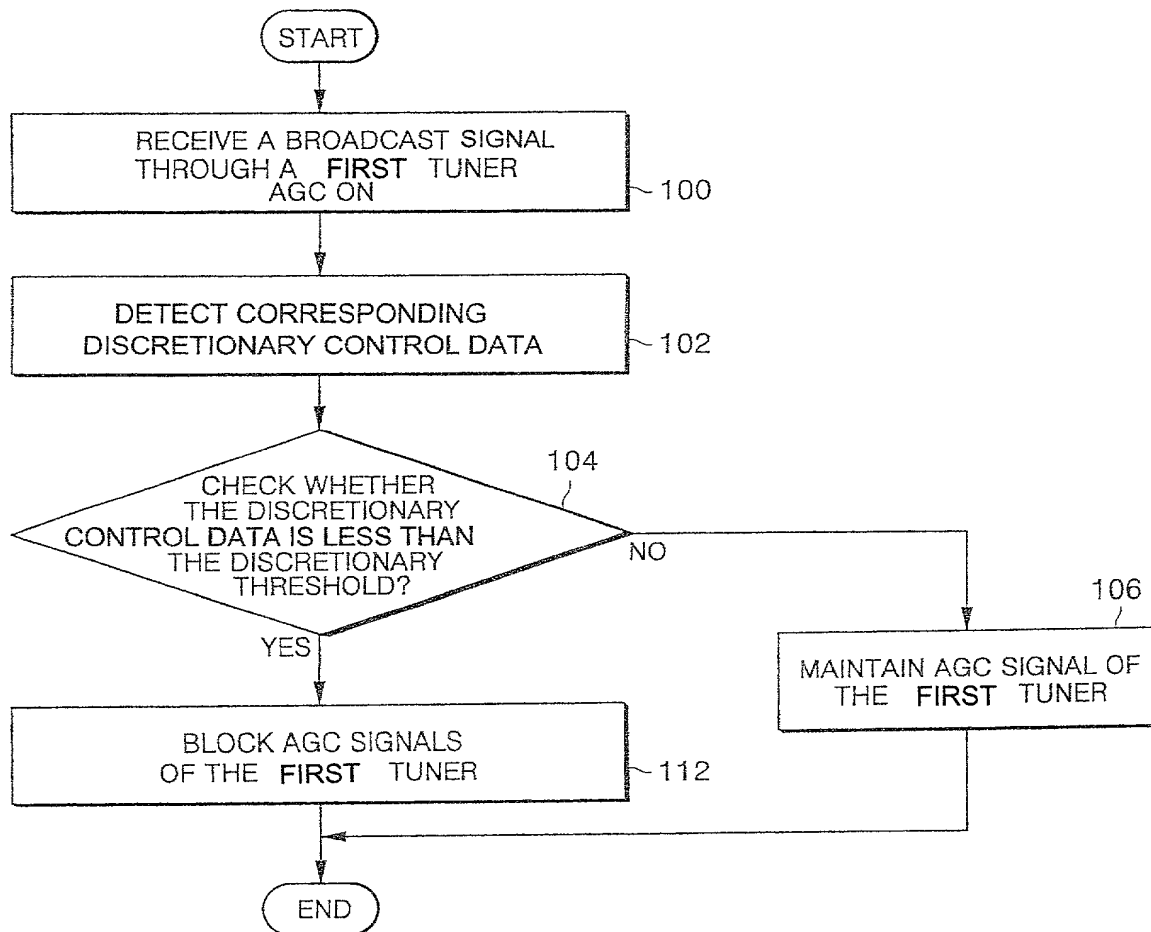 START
RECEIVE A BROADCAST SIGNAL
THROUGH A FIRST TUNER
AGC ON
100
DETECT CORRESPONDING
DISCRETIONARY CONTROL DATA
102
104
CHECK WHETHER
THE DISCRETIONARY
CONTROL DATA IS LESS THAN
THE DISCRETIONARY
THRESHOLD?
NO
YES
106
MAINTAIN AGC SIGNAL OF
THE FIRST TUNER
BLOCK AGC SIGNALS
OF THE FIRST TUNER
112
END